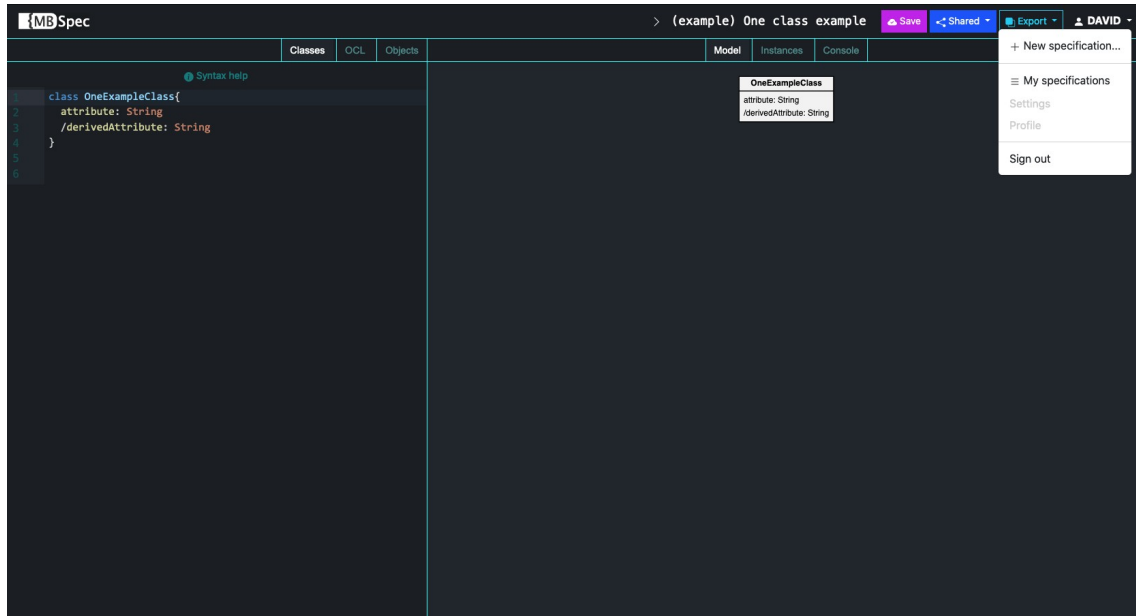 {MB}Spec
> (example) One class example
Save
Shared
Export
DAVID
Classes OCL Objects
Model Instances Console
+ New specification...
My specifications
Settings
Profile
Sign out
Syntax help
1 class OneExampleClass{
2 attribute: String
3 /derivedAttribute: String
4 }
5
6
OneExampleClass
attribute: String
/derivedAttribute: String